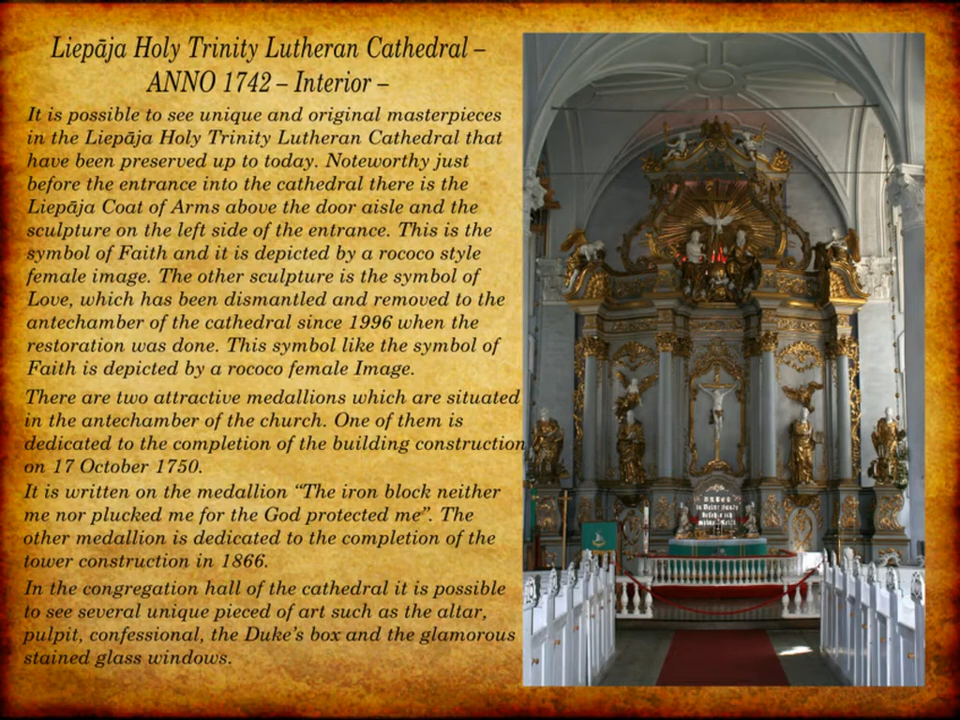 Liepāja Holy Trinity Lutheran Cathedral –
ANNO 1742 – Interior –
It is possible to see unique and original masterpieces
in the Liepāja Holy Trinity Lutheran Cathedral that
have been preserved up to today. Noteworthy just
before the entrance into the cathedral there is the
Liepāja Coat of Arms above the door aisle and the
sculpture on the left side of the entrance. This is the
symbol of Faith and it is depicted by a rococo style
female image. The other sculpture is the symbol of
Love, which has been dismantled and removed to the
antechamber of the cathedral since 1996 when the
restoration was done. This symbol like the symbol of
Faith is depicted by a rococo female Image.
There are two attractive medallions which are situated
in the antechamber of the church. One of them is
dedicated to the completion of the building construction
on 17 October 1750.
It is written on the medallion “The iron block neither
me nor plucked me for the God protected me”. The
other medallion is dedicated to the completion of the
tower construction in 1866.
In the congregation hall of the cathedral it is possible
to see several unique pieced of art such as the altar,
pulpit, confessional, the Duke’s box and the glamorous
stained glass windows.